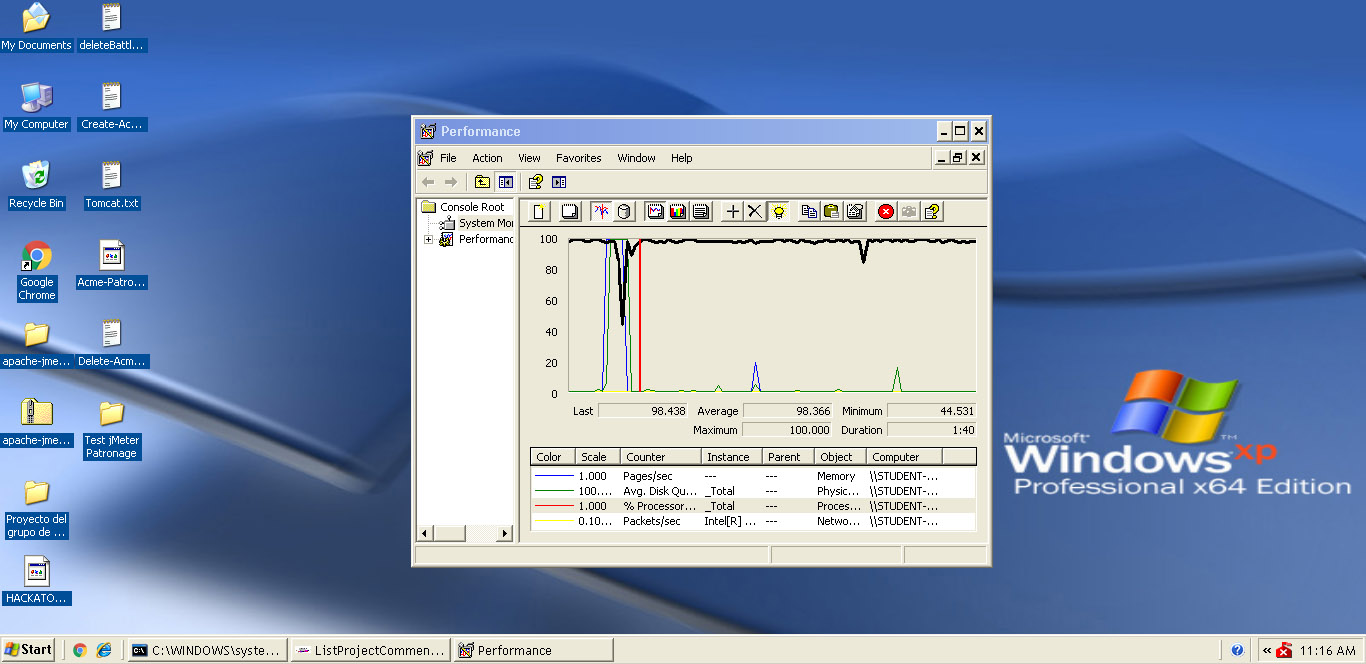 My Documents
deleteBattl...
My Computer
Create-Ac...
Recycle Bin
Tomcat.txt
Google
Chrome
Acme-Patro...
apache-jme...
Delete-Acm...
apache-jme...
Test jMeter
Patronage
Proyecto del
grupo de ...
HACKATO...
Performance
File Action View Favorites Window Help
Console Root
System Mon
Performanc
100
80
60
40
20
0
Last 98.438 Average 98.366 Minimum 44.531
Maximum 100.000 Duration 1:40
Color Scale Counter Instance Parent Object Computer
1.000 Pages/sec --- --- Memory \\STUDENT-...
100.... Avg. Disk Qu... _Total --- Physic... \\STUDENT-...
1.000 % Processor... _Total --- Proces... \\STUDENT-...
0.10... Packets/sec Intel[R] ... --- Netwo... \\STUDENT-...
Microsoft®
Windows xp™
Professional x64 Edition
Start
C:\WINDOWS\syste...
ListProjectCommen...
Performance
11:16 AM